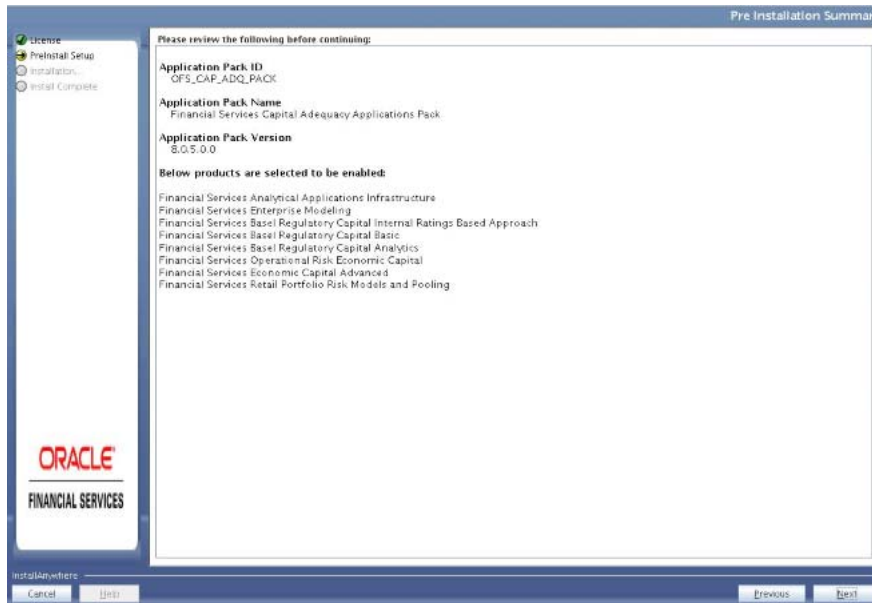 Pre Installation Summar
License
PreInstall Setup
Installation...
Install Complete
Please review the following before continuing:
Application Pack ID
OFS_CAP_ADQ_PACK
Application Pack Name
Financial Services Capital Adequacy Applications Pack
Application Pack Version
8.0.5.0.0
Below products are selected to be enabled:
Financial Services Analytical Applications Infrastructure
Financial Services Enterprise Modeling
Financial Services Basel Regulatory Capital Internal Ratings Based Approach
Financial Services Basel Regulatory Capital Basic
Financial Services Basel Regulatory Capital Analytics
Financial Services Operational Risk Economic Capital
Financial Services Economic Capital Advanced
Financial Services Retail Portfolio Risk Models and Pooling
ORACLE
FINANCIAL SERVICES
InstallAnywhere
Cancel Help Previous Next